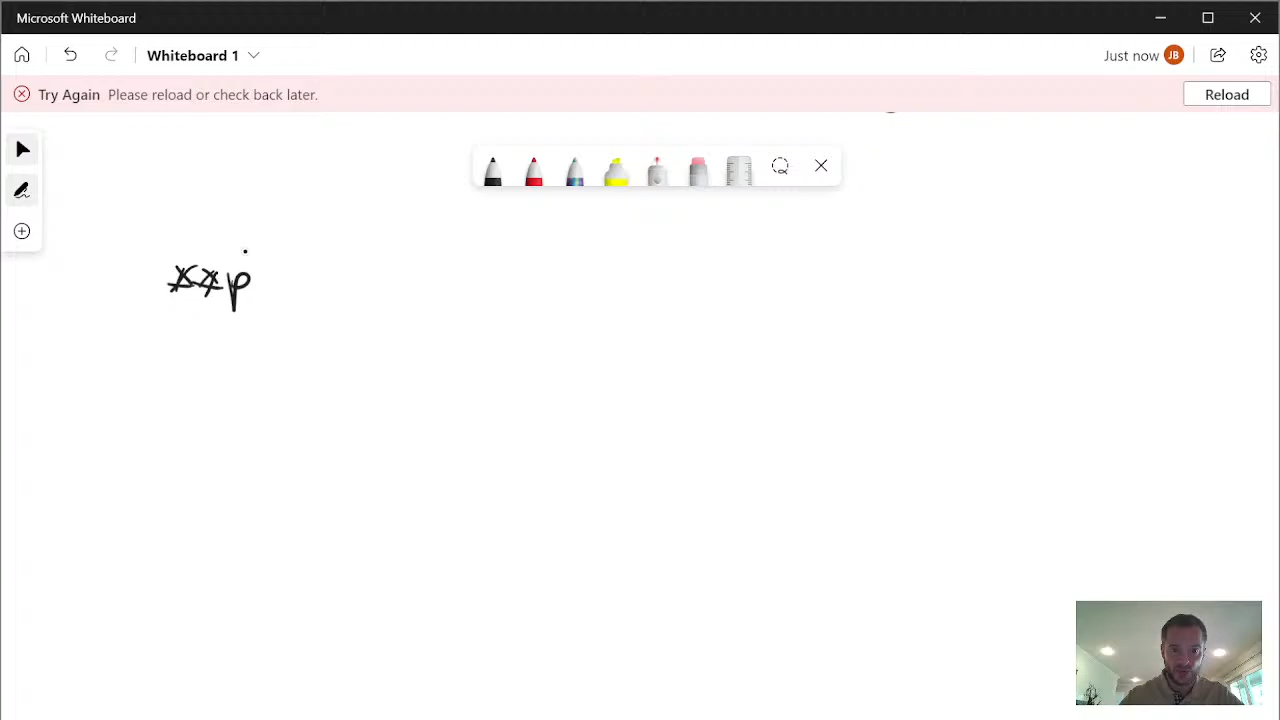 Microsoft Whiteboard
Whiteboard 1
Just now JB
Try Again Please reload or check back later.
Reload
**p